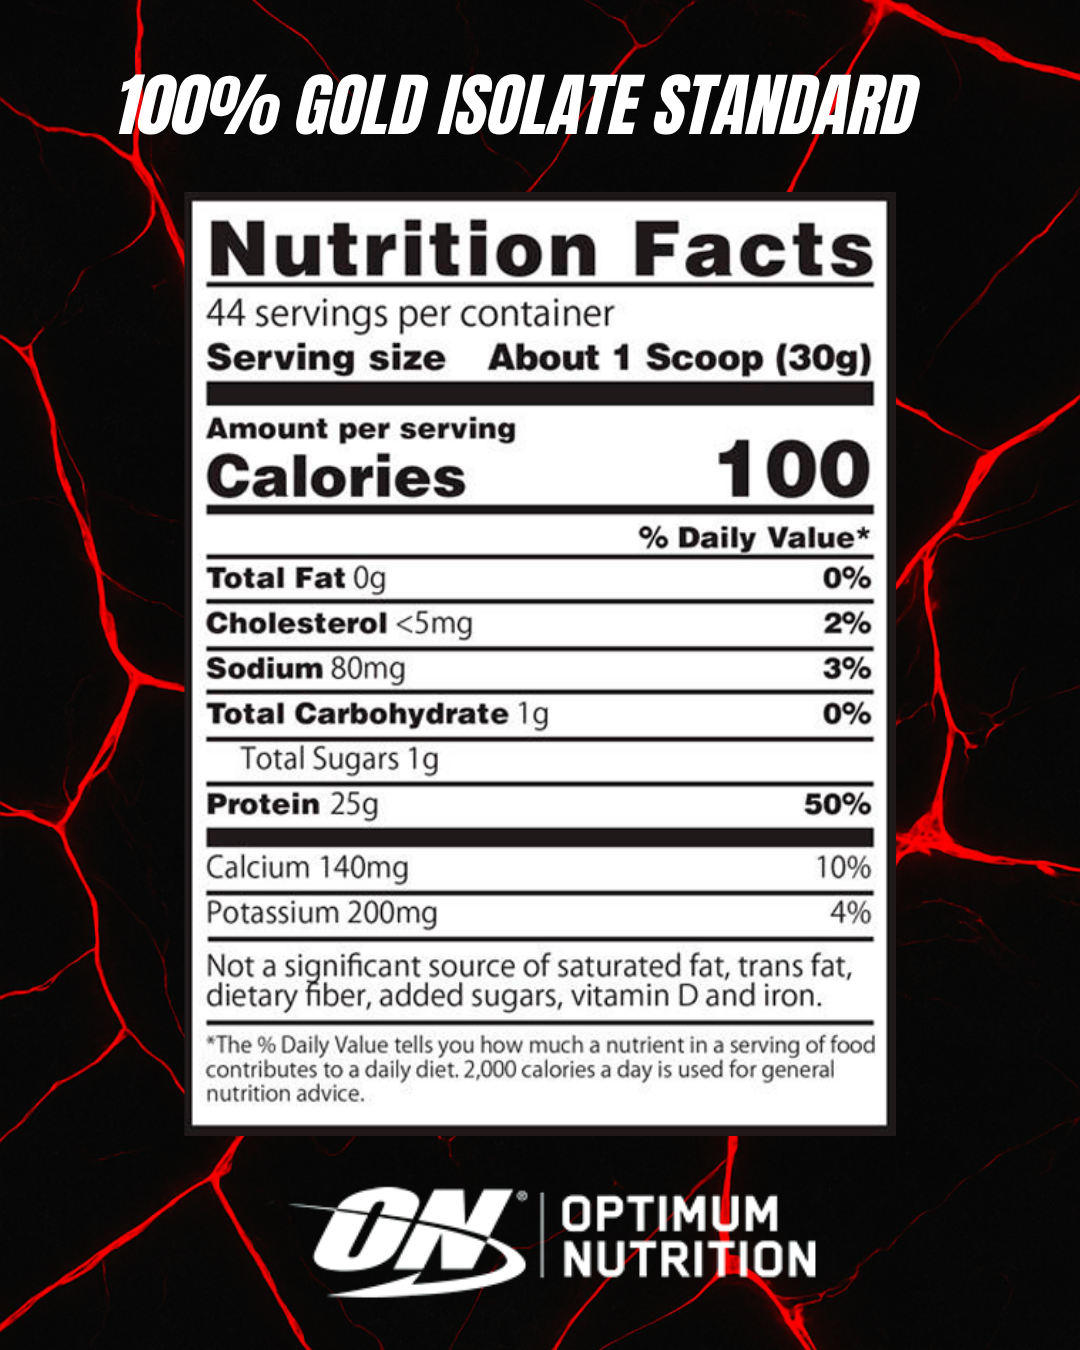 100% GOLD ISOLATE STANDARD
Nutrition Facts
44 servings per container
Serving size About 1 Scoop (30g)
Amount per serving
Calories 100
% Daily Value*
Total Fat 0g 0%
Cholesterol <5mg 2%
Sodium 80mg 3%
Total Carbohydrate 1g 0%
Total Sugars 1g
Protein 25g 50%
Calcium 140mg 10%
Potassium 200mg 4%
Not a significant source of saturated fat, trans fat,
dietary fiber, added sugars, vitamin D and iron.
*The % Daily Value tells you how much a nutrient in a serving of food
contributes to a daily diet. 2,000 calories a day is used for general
nutrition advice.
ON® OPTIMUM
NUTRITION